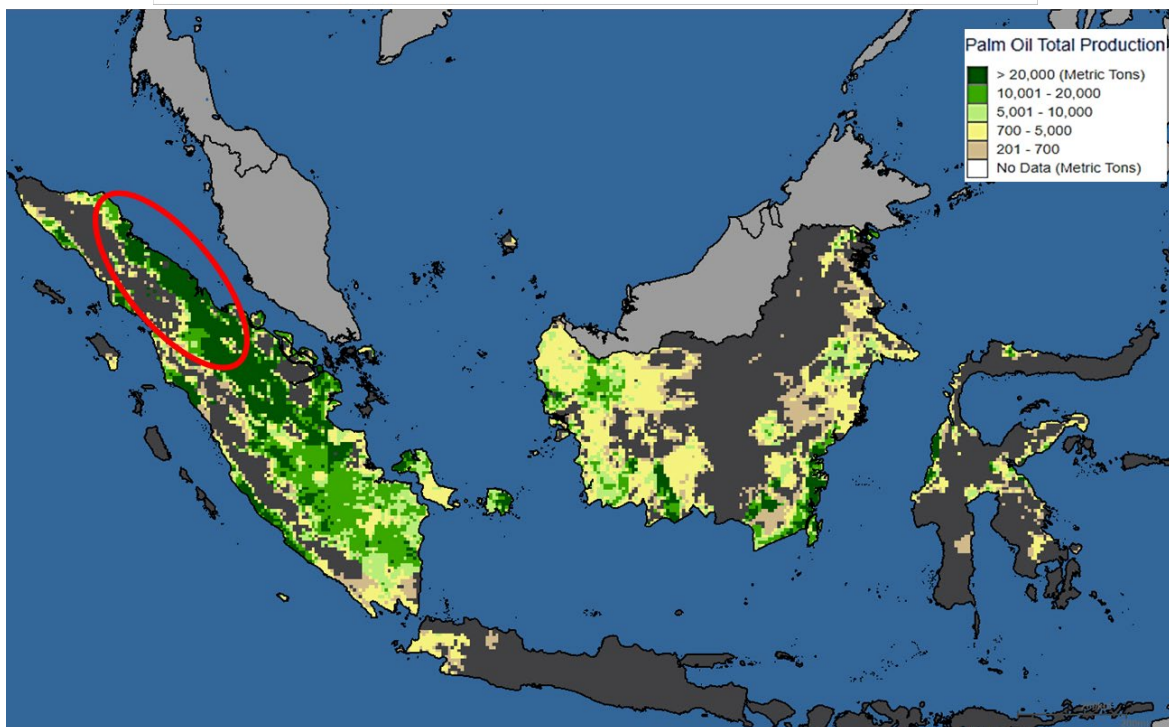 Palm Oil Total Production
> 20,000 (Metric Tons)
10,001 - 20,000
5,001 - 10,000
700 - 5,000
201 - 700
No Data (Metric Tons)